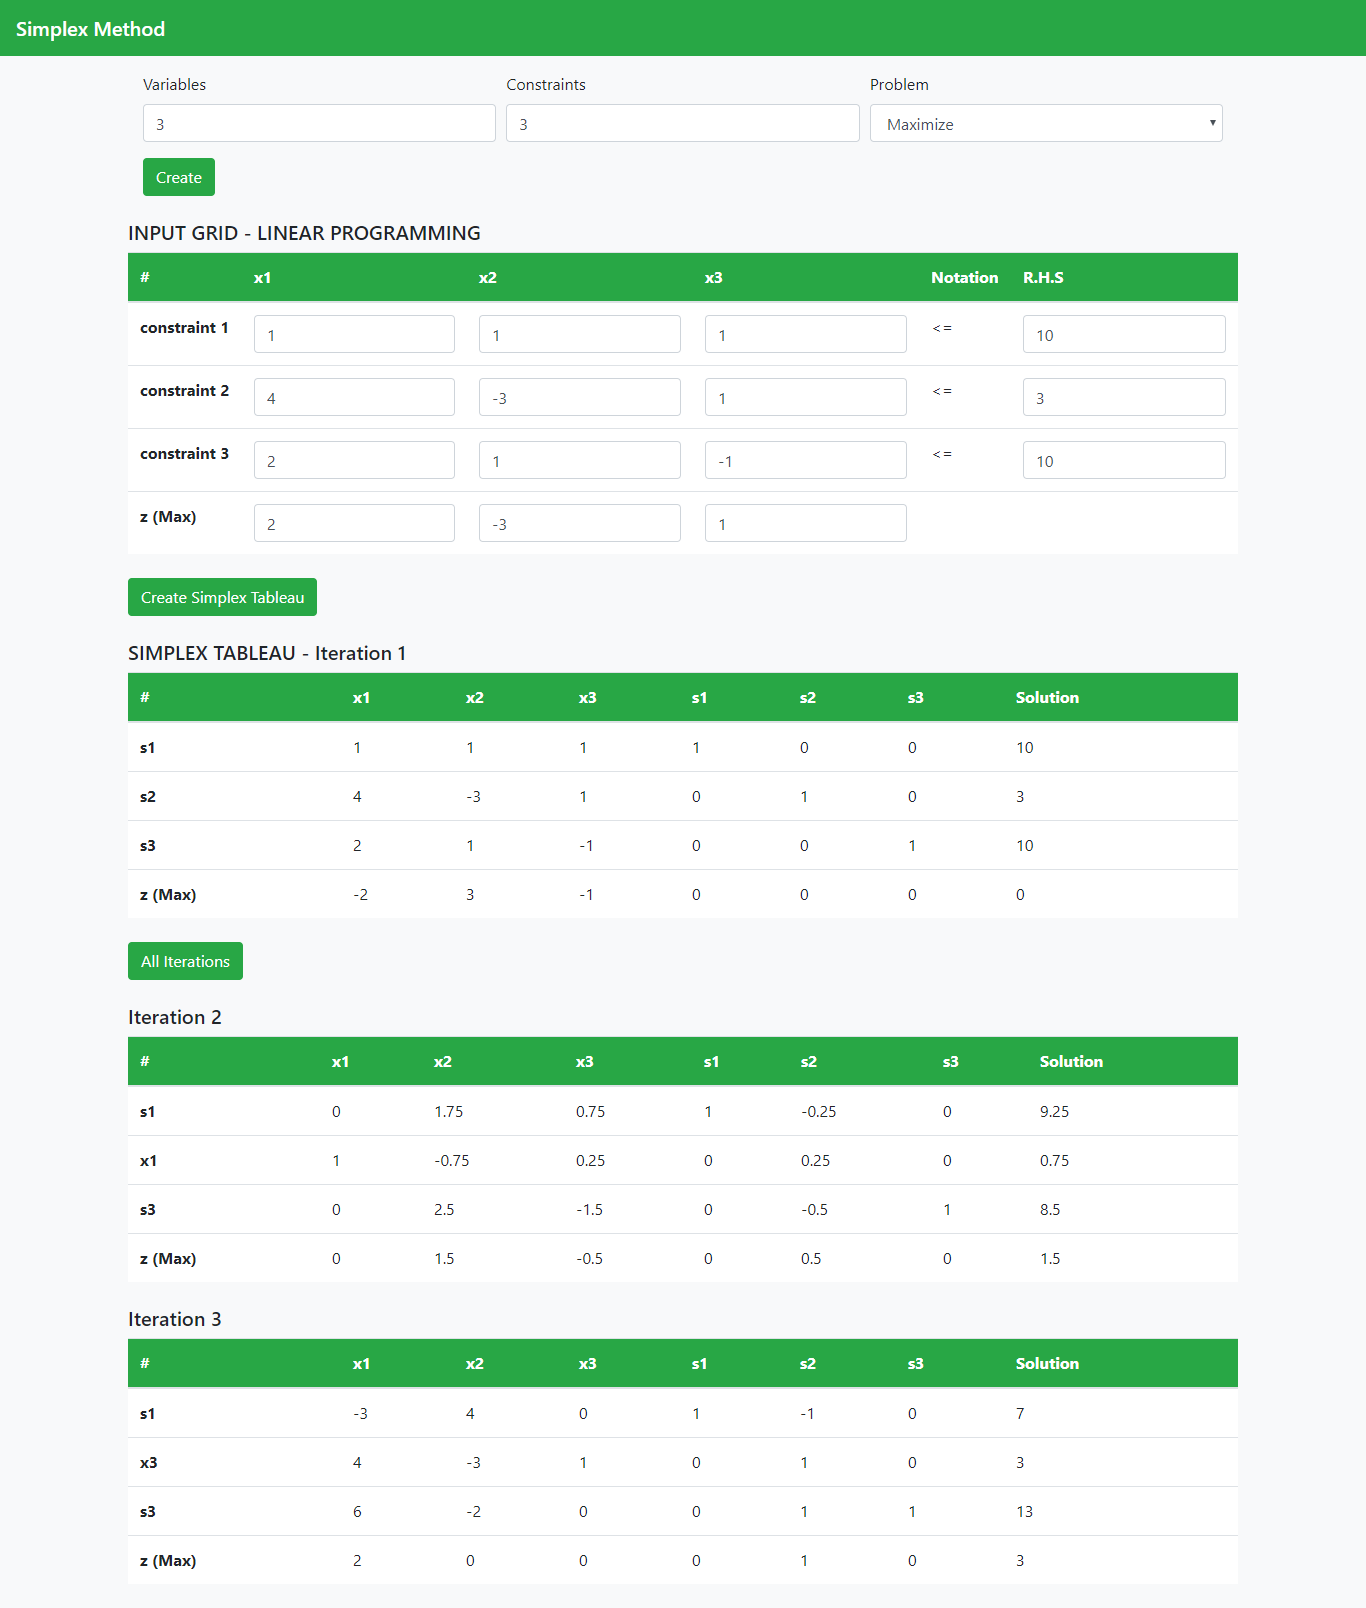 Simplex Method
Variables Constraints Problem
3 3 Maximize
Create
INPUT GRID - LINEAR PROGRAMMING
# x1 x2 x3 Notation R.H.S
constraint 1 1 1 1 <= 10
constraint 2 4 -3 1 <= 3
constraint 3 2 1 -1 <= 10
z (Max) 2 -3 1
Create Simplex Tableau
SIMPLEX TABLEAU - Iteration 1
# x1 x2 x3 s1 s2 s3 Solution
s1 1 1 1 1 0 0 10
s2 4 -3 1 0 1 0 3
s3 2 1 -1 0 0 1 10
z (Max) -2 3 -1 0 0 0 0
All Iterations
Iteration 2
# x1 x2 x3 s1 s2 s3 Solution
s1 0 1.75 0.75 1 -0.25 0 9.25
x1 1 -0.75 0.25 0 0.25 0 0.75
s3 0 2.5 -1.5 0 -0.5 1 8.5
z (Max) 0 1.5 -0.5 0 0.5 0 1.5
Iteration 3
# x1 x2 x3 s1 s2 s3 Solution
s1 -3 4 0 1 -1 0 7
x3 4 -3 1 0 1 0 3
s3 6 -2 0 0 1 1 13
z (Max) 2 0 0 0 1 0 3